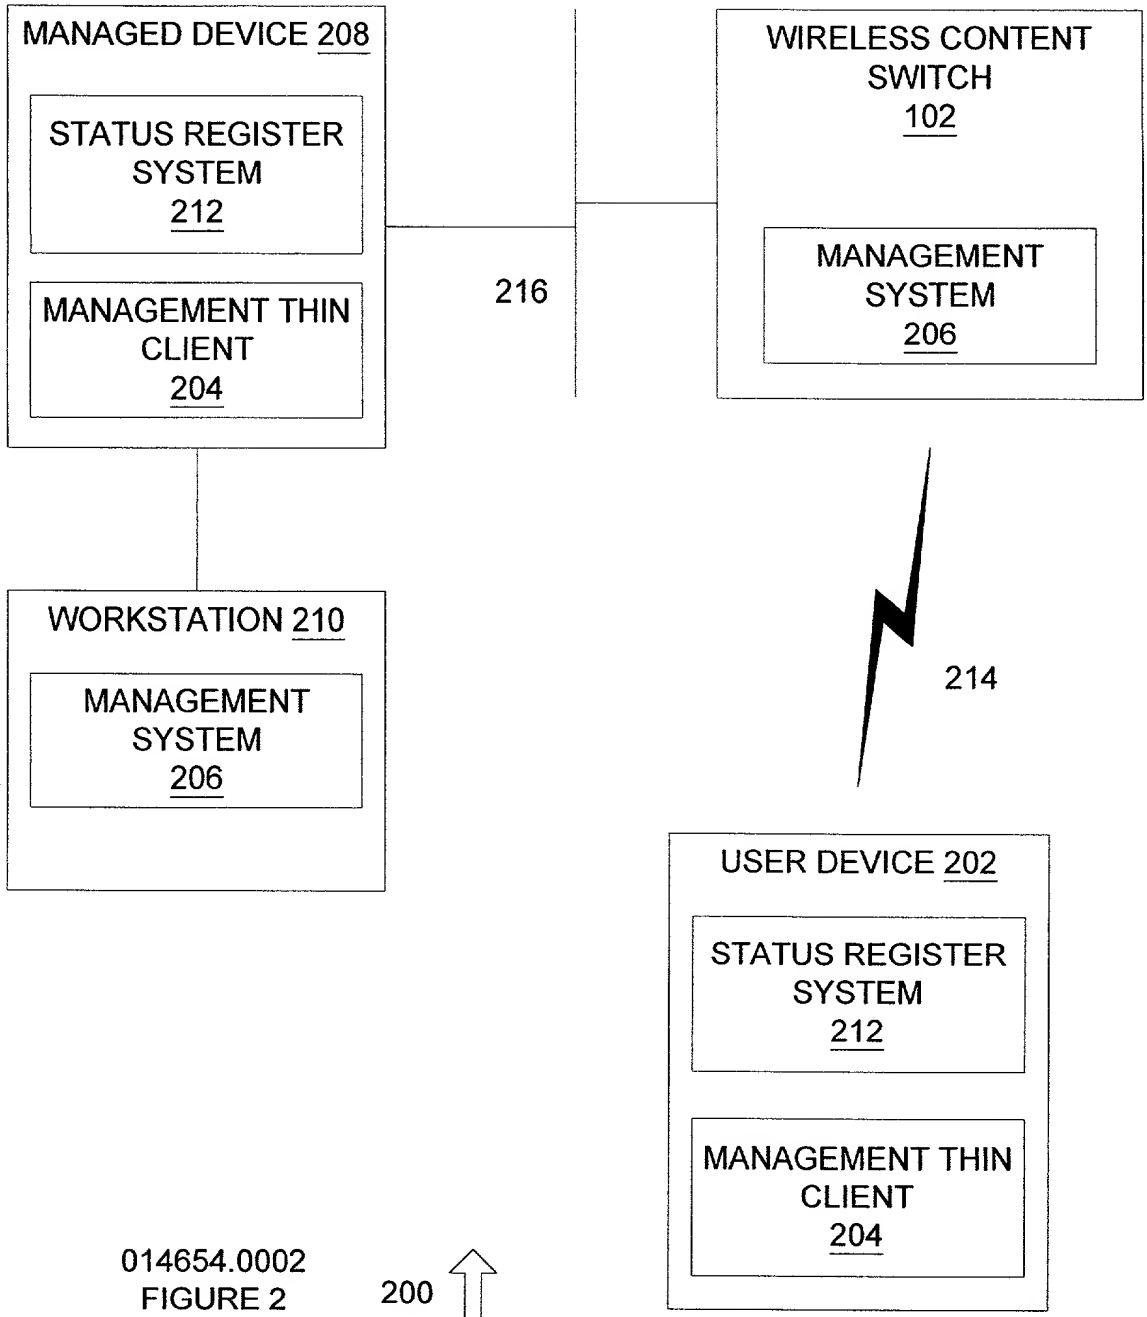 MANAGED DEVICE 208
STATUS REGISTER
SYSTEM
212
MANAGEMENT THIN
CLIENT
204
216
WIRELESS CONTENT
SWITCH
102
MANAGEMENT
SYSTEM
206
WORKSTATION 210
MANAGEMENT
SYSTEM
206
214
USER DEVICE 202
STATUS REGISTER
SYSTEM
212
MANAGEMENT THIN
CLIENT
204
014654.0002
FIGURE 2
200